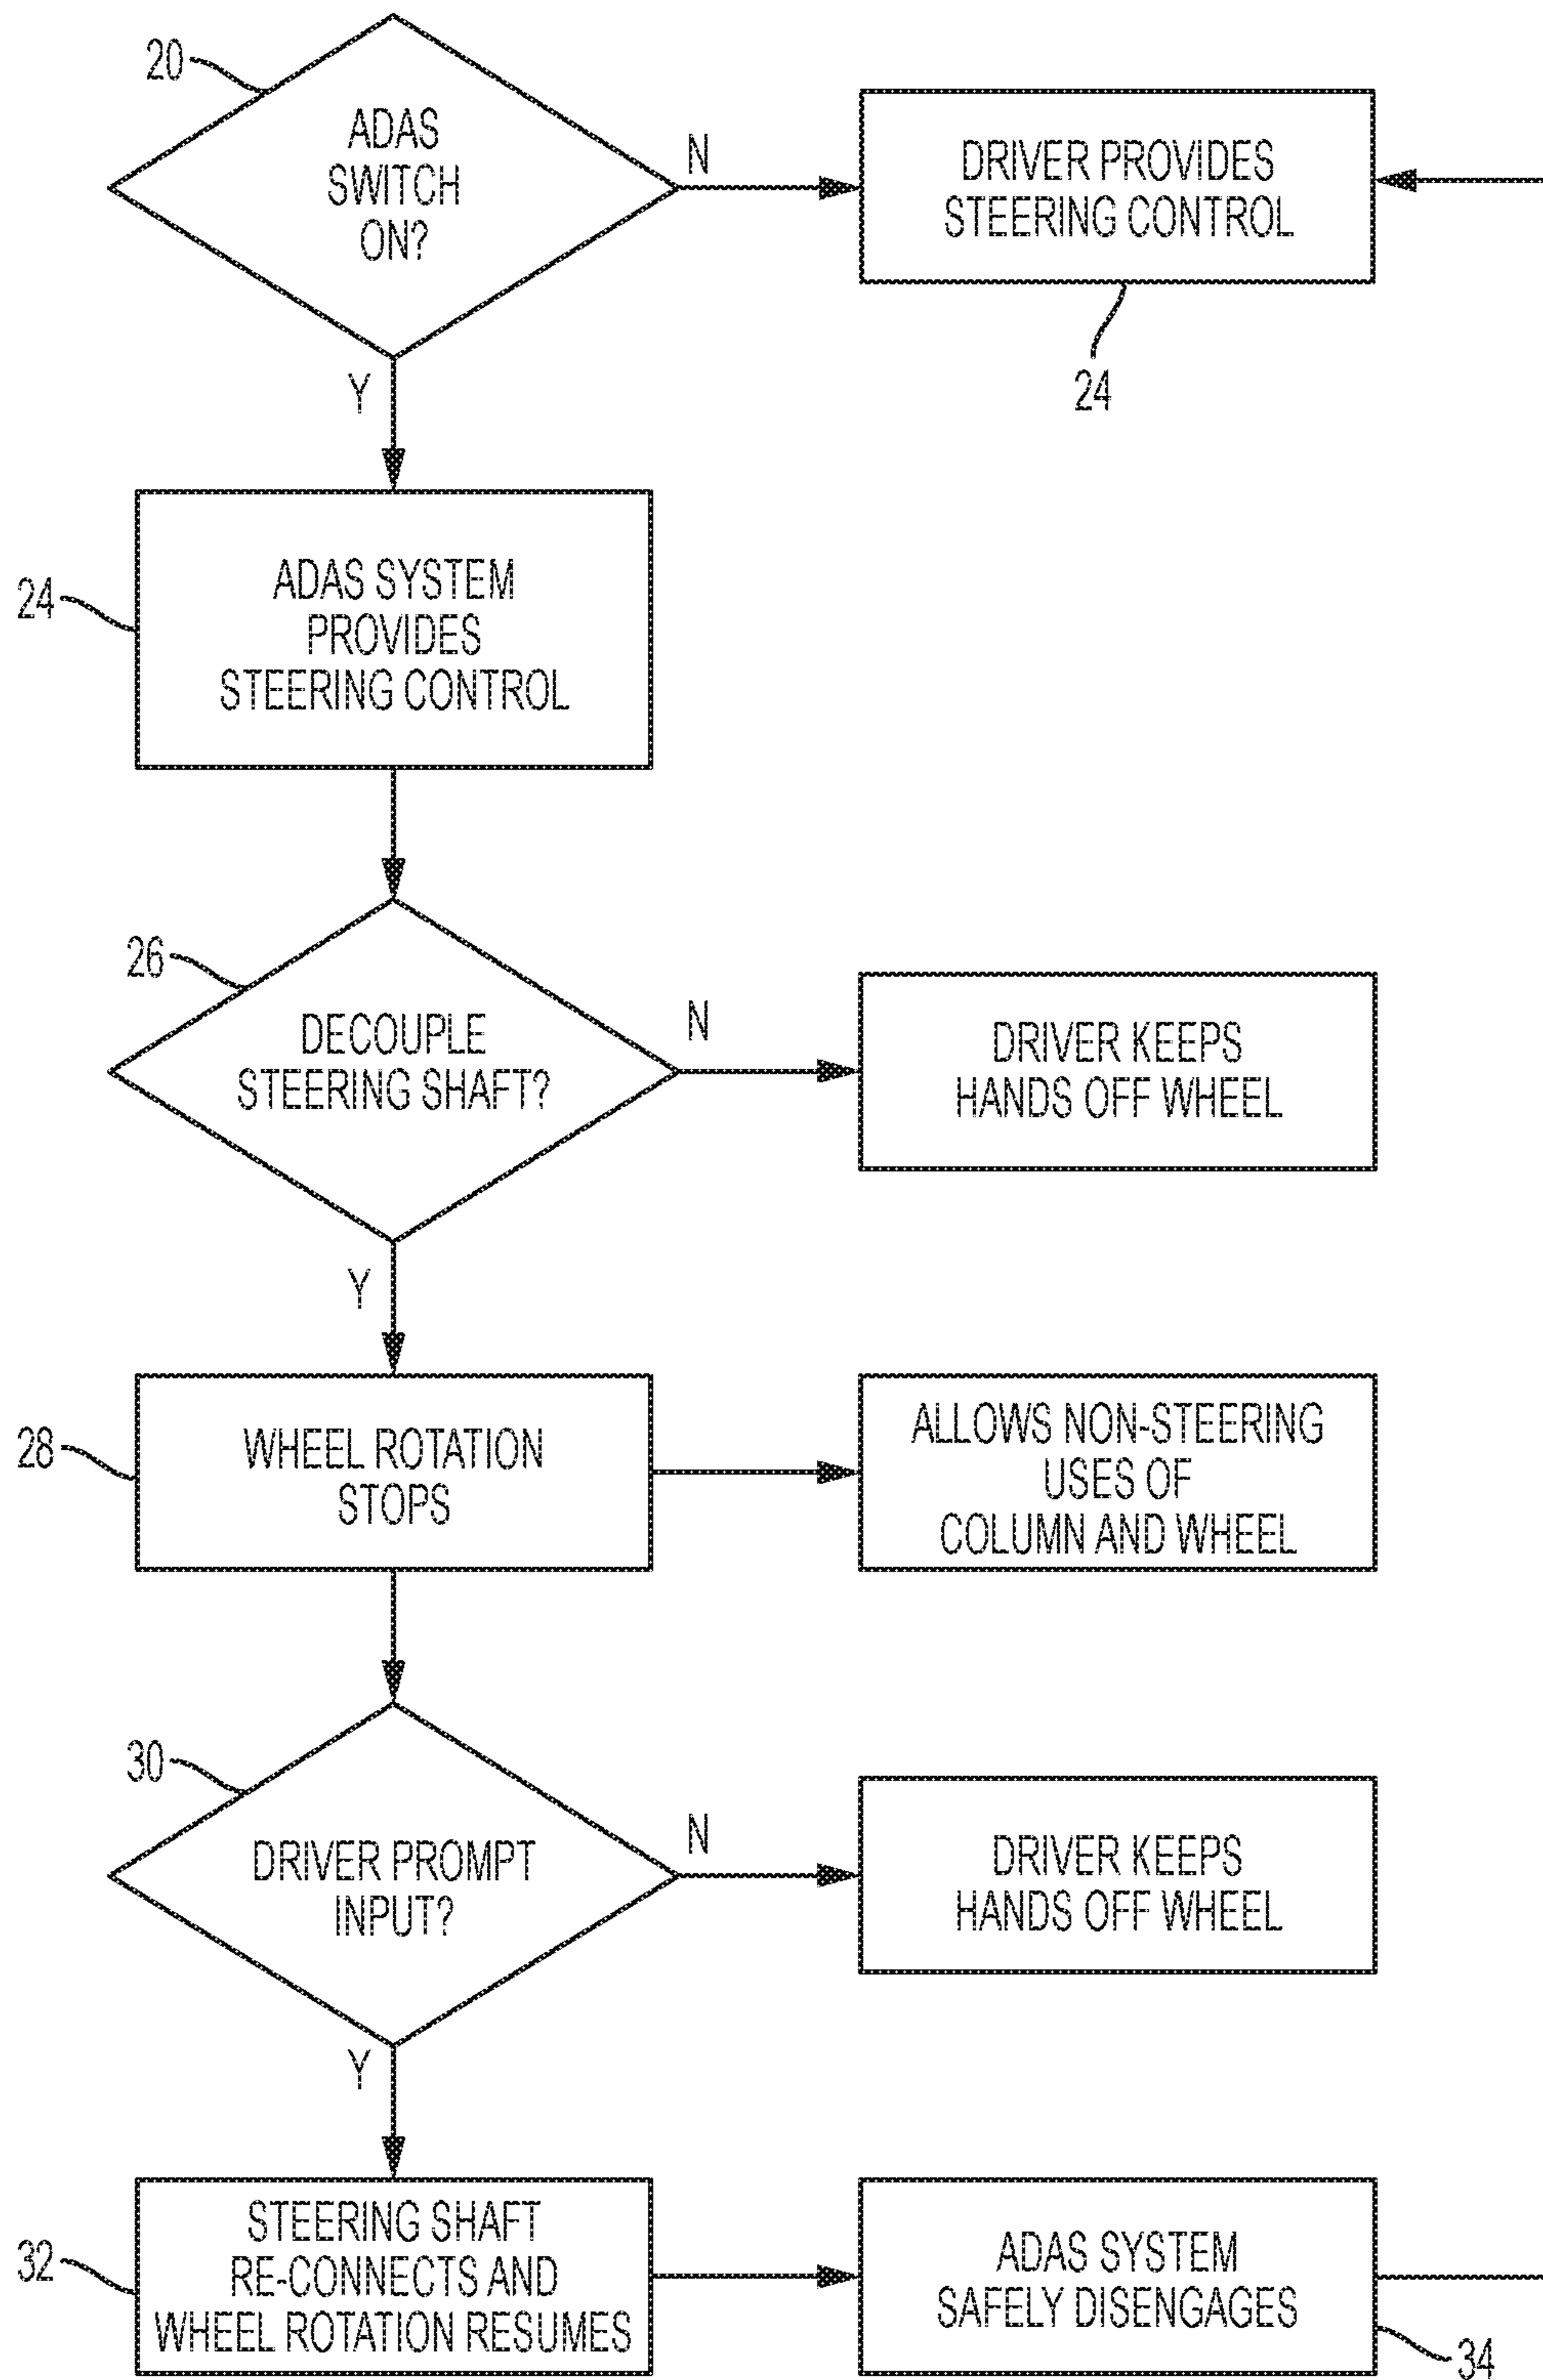 20
ADAS
SWITCH
ON?
N
DRIVER PROVIDES
STEERING CONTROL
24
Y
24
ADAS SYSTEM
PROVIDES
STEERING CONTROL
26
DECOUPLE
STEERING SHAFT?
N
DRIVER KEEPS
HANDS OFF WHEEL
Y
28
WHEEL ROTATION
STOPS
ALLOWS NON-STEERING
USES OF
COLUMN AND WHEEL
30
DRIVER PROMPT
INPUT?
N
DRIVER KEEPS
HANDS OFF WHEEL
Y
32
STEERING SHAFT
RE-CONNECTS AND
WHEEL ROTATION RESUMES
ADAS SYSTEM
SAFELY DISENGAGES
34